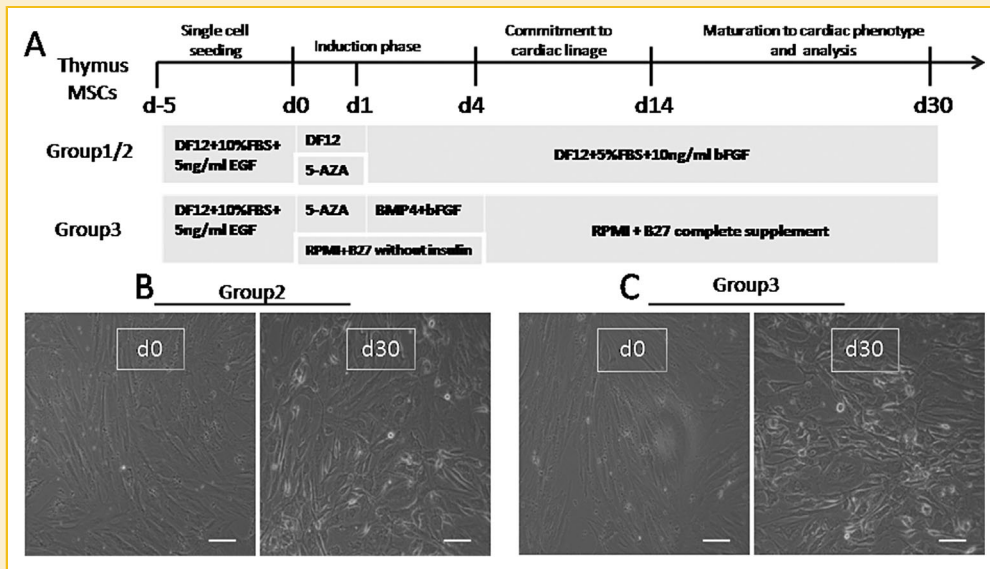 A
Single cell
seeding
Induction phase
Commitment to
cardiac linage
Maturation to cardiac phenotype
and analysis
Thymus
MSCs
d-5
d0
d1
d4
d14
d30
Group1/2
DF12+10%FBS+
5ng/ml EGF
DF12
5-AZA
DF12+5%FBS+10ng/ml bFGF
Group3
DF12+10%FBS+
5ng/ml EGF
5-AZA
BMP4+bFGF
RPMI+B27 without insulin
RPMI + B27 complete supplement
B
Group2
d0
d30
C
Group3
d0
d30